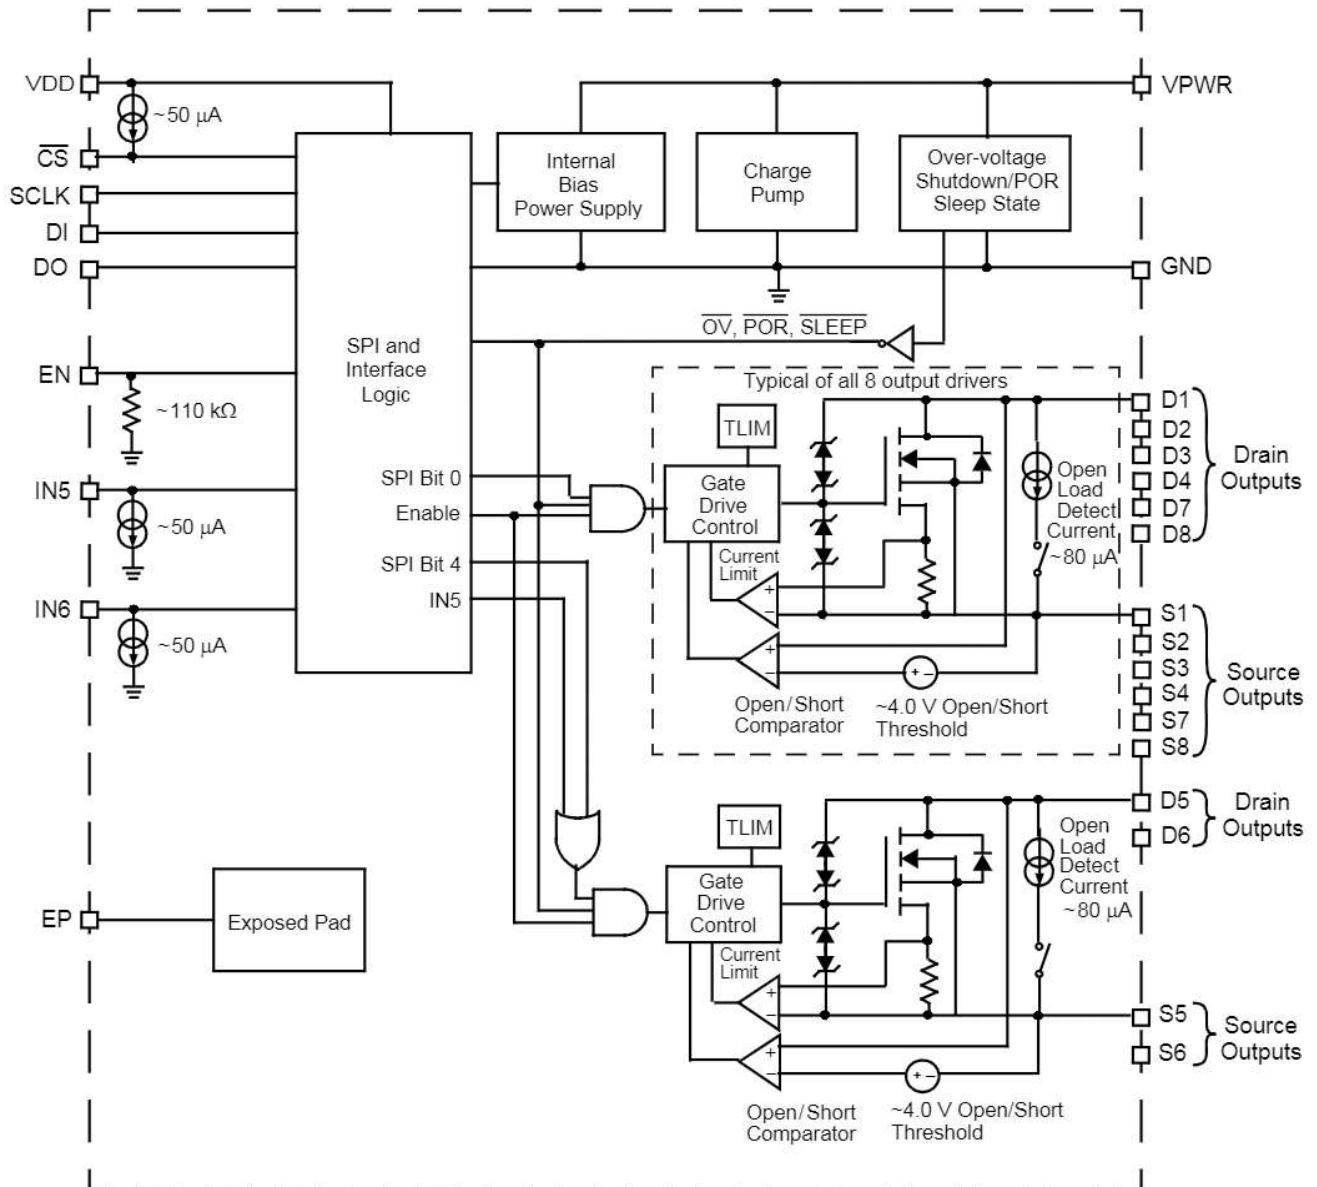 VDD
~50 µA
CS
SCLK
DI
DO
EN
~110 kΩ
IN5
~50 µA
IN6
~50 µA
EP
Exposed Pad
SPI and
Interface
Logic
SPI Bit 0
Enable
SPI Bit 4
IN5
Internal
Bias
Power Supply
Charge
Pump
Over-voltage
Shutdown/POR
Sleep State
VPWR
GND
OV, POR, SLEEP
Typical of all 8 output drivers
TLIM
Gate
Drive
Control
Current
Limit
+
−
+
−
+ −
Open/Short
Comparator
~4.0 V Open/Short
Threshold
Open
Load
Detect
Current
~80 µA
D1
D2
D3
D4
D7
D8
Drain
Outputs
S1
S2
S3
S4
S7
S8
Source
Outputs
TLIM
Gate
Drive
Control
Current
Limit
+
−
+
−
+ −
Open/Short
Comparator
~4.0 V Open/Short
Threshold
Open
Load
Detect
Current
~80 µA
D5
D6
Drain
Outputs
S5
S6
Source
Outputs